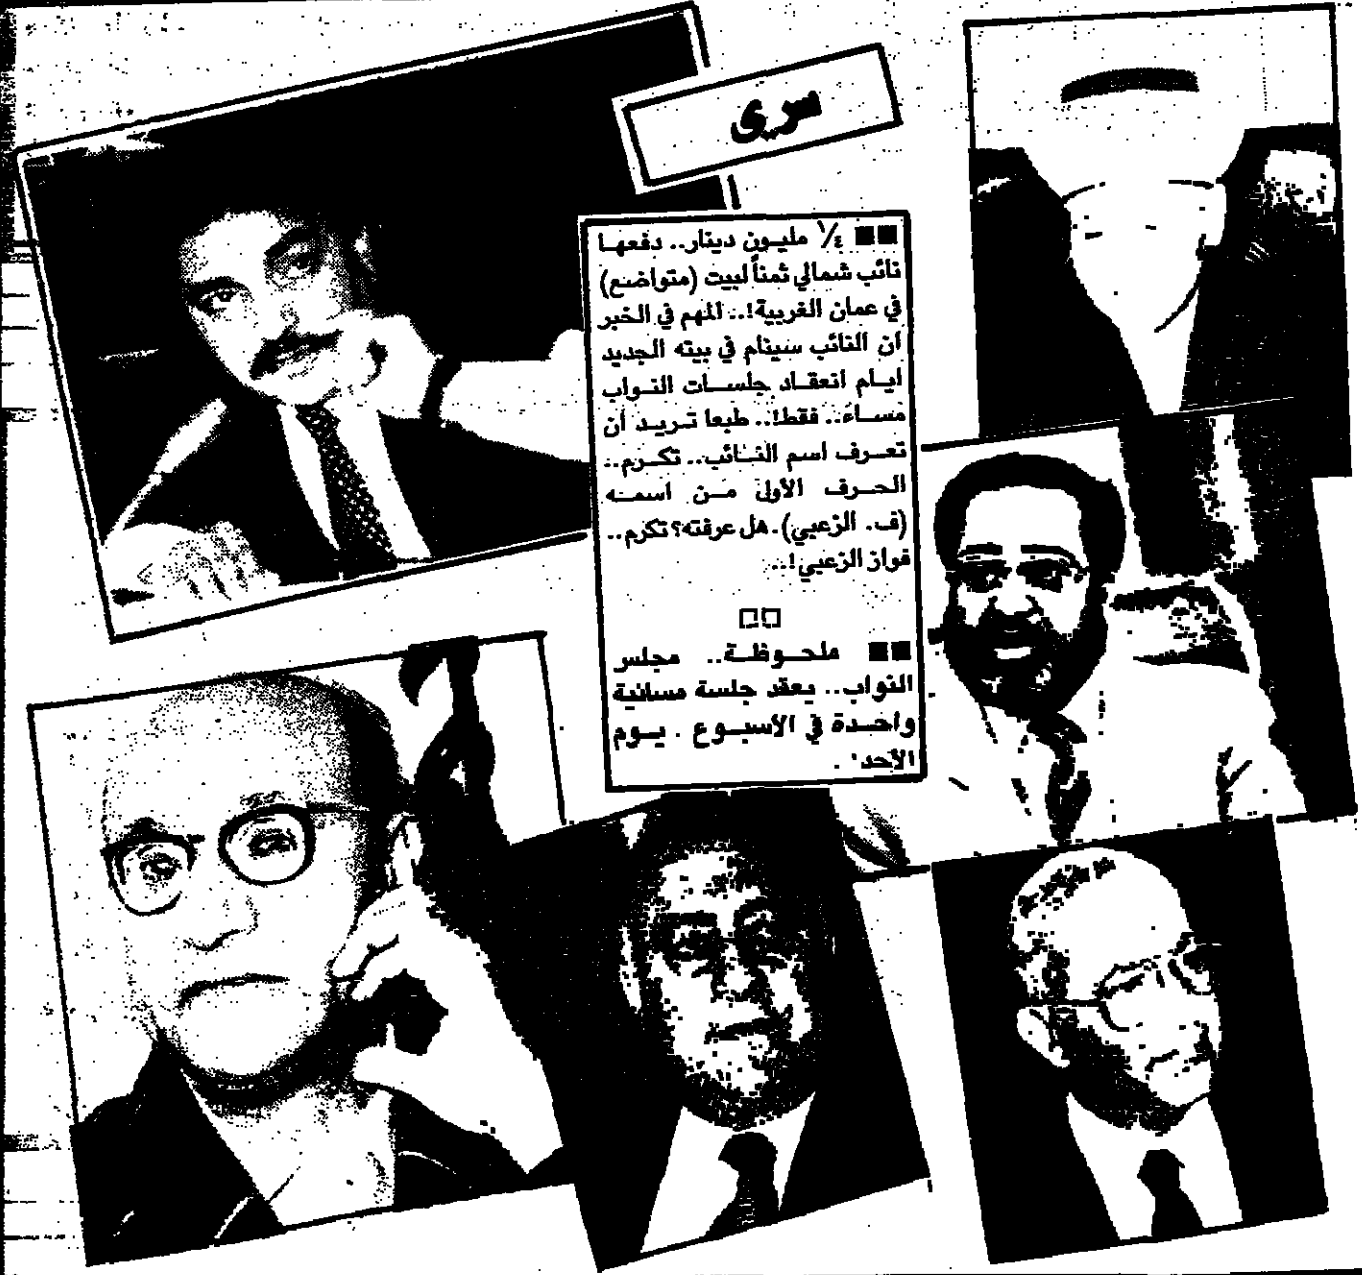 سري
■■ ¼ مليون دينار.. دفعها
نائب شمالي ثمناً لبيت (متواضع)
في عمان الغربية!.. المهم في الخبر
ان النائب سينام في بيته الجديد
ايام انعقاد جلسات النواب
مساءً.. فقط!.. طبعا تريد ان
تعرف اسم النائب.. تكرم..
الحرف الأولى من اسمه
(ف. الزعبي). هل عرفته؟ تكرم..
فواز الزعبي!..
□□
■■ ملحوظة.. مجلس
النواب.. يعقد جلسة مسائية
واحدة في الأسبوع . يوم
الأحد' .